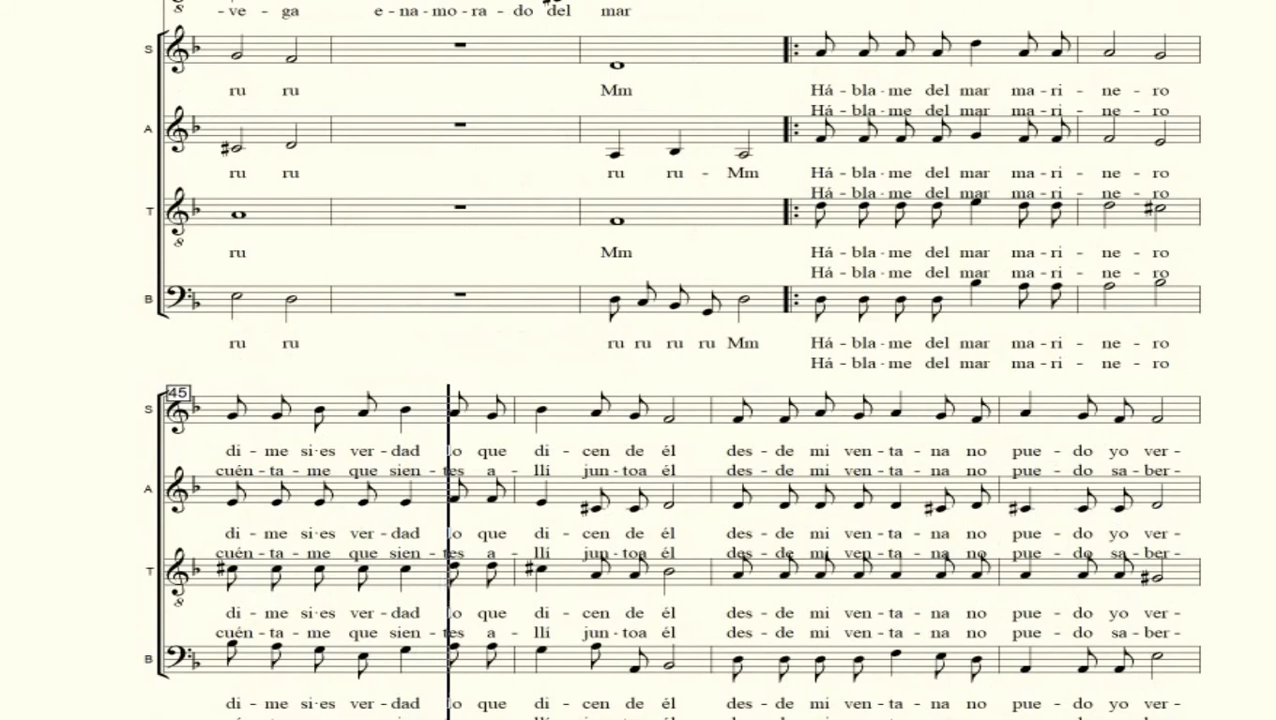 - ve - ga e - na - mo - ra - do del mar
S
ru ru Mm Há - bla - me del mar ma - ri - ne - ro
Há - bla - me del mar ma - ri - ne - ro
A
ru ru ru ru - Mm Há - bla - me del mar ma - ri - ne - ro
Há - bla - me del mar ma - ri - ne - ro
T
8
ru Mm Há - bla - me del mar ma - ri - ne - ro
Há - bla - me del mar ma - ri - ne - ro
B
ru ru ru ru ru ru Mm Há - bla - me del mar ma - ri - ne - ro
Há - bla - me del mar ma - ri - ne - ro
45
S
di - me si·es ver - dad lo que di - cen de él des - de mi ven - ta - na no pue - do yo ver -
cuén - ta - me que sien - tes a - llí jun - toa él des - de mi ven - ta - na no pue - do sa - ber -
A
di - me si·es ver - dad lo que di - cen de él des - de mi ven - ta - na no pue - do yo ver -
cuén - ta - me que sien - tes a - llí jun - toa él des - de mi ven - ta - na no pue - do sa - ber -
T
8
di - me si·es ver - dad lo que di - cen de él des - de mi ven - ta - na no pue - do yo ver -
cuén - ta - me que sien - tes a - llí jun - toa él des - de mi ven - ta - na no pue - do sa - ber -
B
di - me si·es ver - dad lo que di - cen de él des - de mi ven - ta - na no pue - do yo ver -